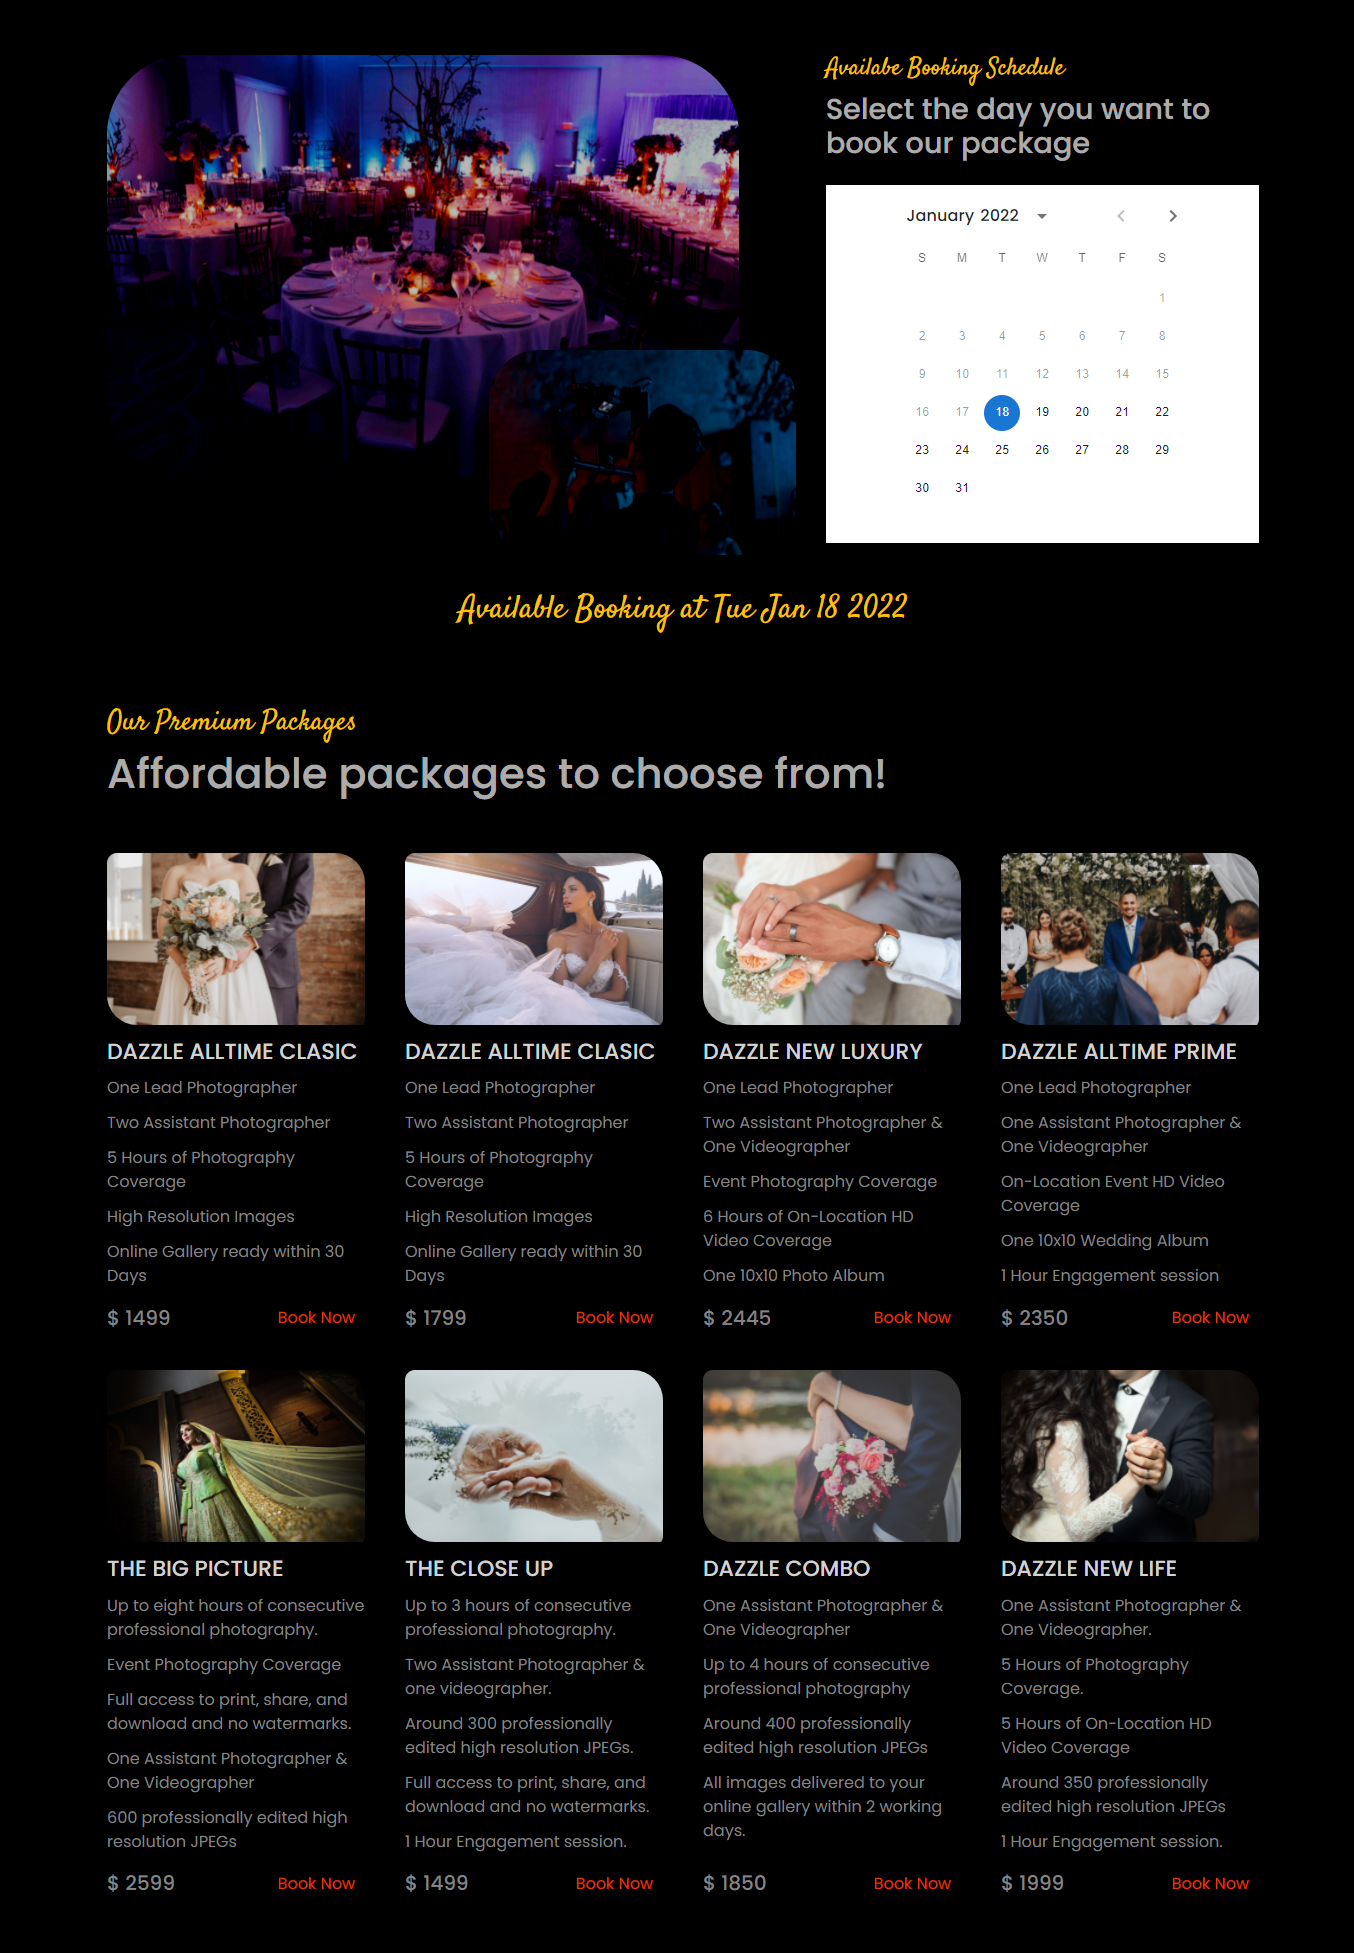 Availabe Booking Schedule
Select the day you want to
book our package
January 2022
S M T W T F S
1
2 3 4 5 6 7 8
9 10 11 12 13 14 15
16 17 18 19 20 21 22
23 24 25 26 27 28 29
30 31
23
Available Booking at Tue Jan 18 2022
Our Premium Packages
Affordable packages to choose from!
DAZZLE ALLTIME CLASIC
One Lead Photographer
Two Assistant Photographer
5 Hours of Photography
Coverage
High Resolution Images
Online Gallery ready within 30
Days
$ 1499 Book Now
DAZZLE ALLTIME CLASIC
One Lead Photographer
Two Assistant Photographer
5 Hours of Photography
Coverage
High Resolution Images
Online Gallery ready within 30
Days
$ 1799 Book Now
DAZZLE NEW LUXURY
One Lead Photographer
Two Assistant Photographer &
One Videographer
Event Photography Coverage
6 Hours of On-Location HD
Video Coverage
One 10x10 Photo Album
$ 2445 Book Now
DAZZLE ALLTIME PRIME
One Lead Photographer
One Assistant Photographer &
One Videographer
On-Location Event HD Video
Coverage
One 10x10 Wedding Album
1 Hour Engagement session
$ 2350 Book Now
THE BIG PICTURE
Up to eight hours of consecutive
professional photography.
Event Photography Coverage
Full access to print, share, and
download and no watermarks.
One Assistant Photographer &
One Videographer
600 professionally edited high
resolution JPEGs
$ 2599 Book Now
THE CLOSE UP
Up to 3 hours of consecutive
professional photography.
Two Assistant Photographer &
one videographer.
Around 300 professionally
edited high resolution JPEGs.
Full access to print, share, and
download and no watermarks.
1 Hour Engagement session.
$ 1499 Book Now
DAZZLE COMBO
One Assistant Photographer &
One Videographer
Up to 4 hours of consecutive
professional photography
Around 400 professionally
edited high resolution JPEGs
All images delivered to your
online gallery within 2 working
days.
$ 1850 Book Now
DAZZLE NEW LIFE
One Assistant Photographer &
One Videographer.
5 Hours of Photography
Coverage.
5 Hours of On-Location HD
Video Coverage
Around 350 professionally
edited high resolution JPEGs
1 Hour Engagement session.
$ 1999 Book Now